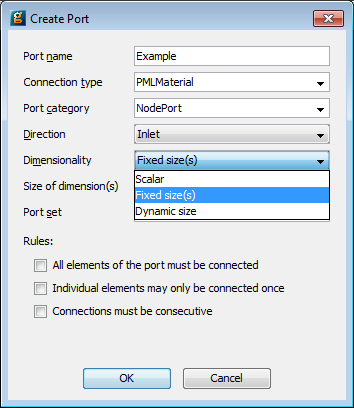 Create Port
Port name Example
Connection type PMLMaterial
Port category NodePort
Direction Inlet
Dimensionality Fixed size(s)
Size of dimension(s) Scalar
Fixed size(s)
Port set Dynamic size
Rules:
All elements of the port must be connected
Individual elements may only be connected once
Connections must be consecutive
OK Cancel